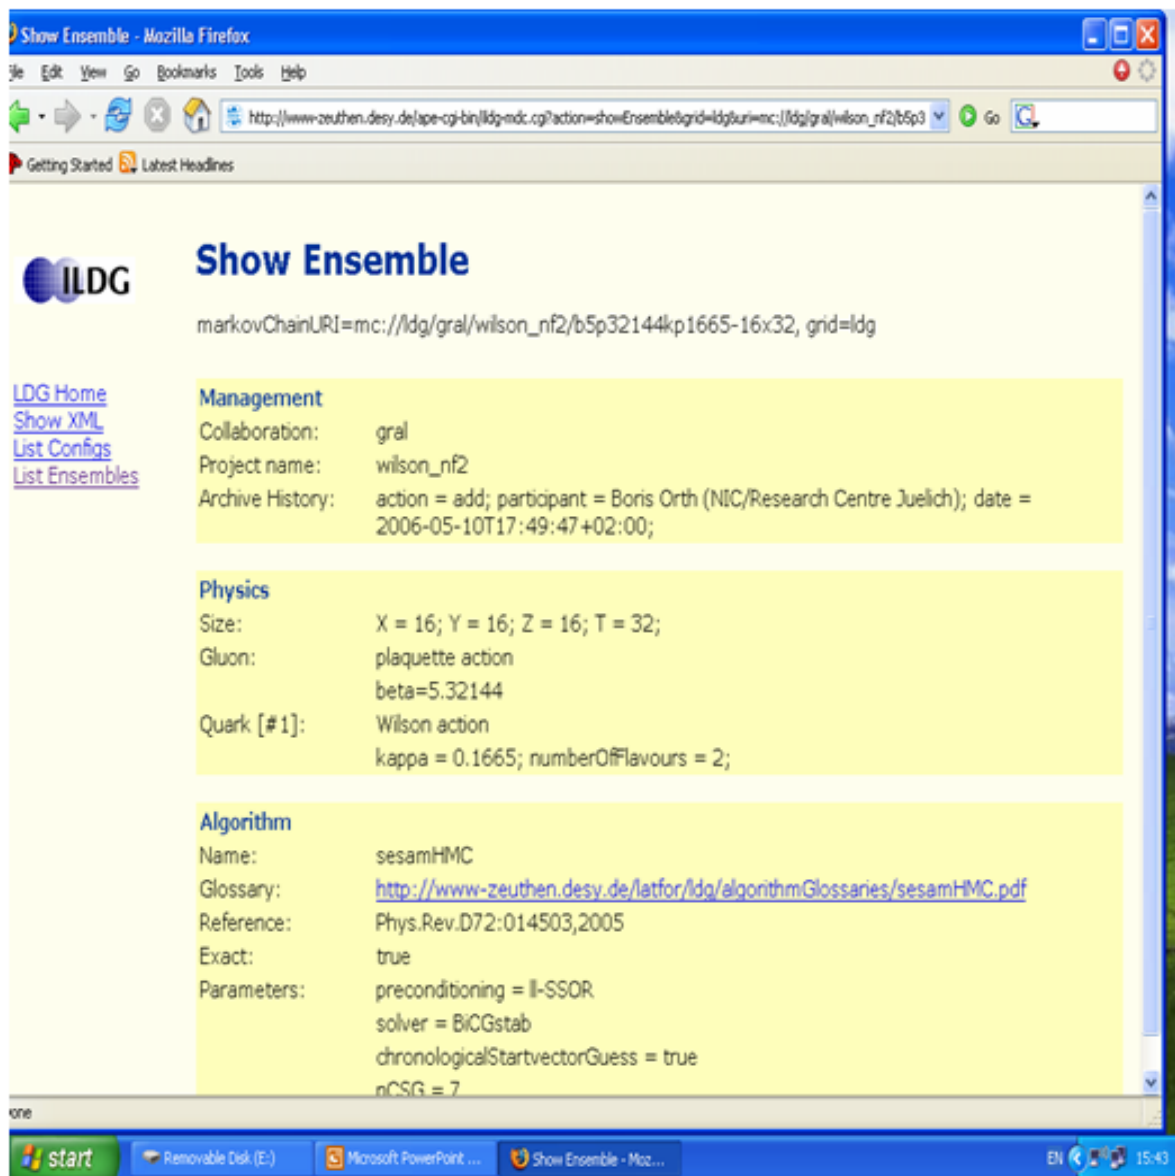 Show Ensemble - Mozilla Firefox
ile Edit View Go Bookmarks Tools Help
http://www-zeuthen.desy.de/ape-cgi-bin/ildg-mdc.cgi?action=showEnsemble&grid=ldg&uri=mc://ldg/gral/wilson_nf2/b5p3 Go G
Getting Started Latest Headlines
ILDG
Show Ensemble
markovChainURI=mc://ldg/gral/wilson_nf2/b5p32144kp1665-16x32, grid=ldg
LDG Home
Show XML
List Configs
List Ensembles
Management
Collaboration: gral
Project name: wilson_nf2
Archive History: action = add; participant = Boris Orth (NIC/Research Centre Juelich); date =
2006-05-10T17:49:47+02:00;
Physics
Size: X = 16; Y = 16; Z = 16; T = 32;
Gluon: plaquette action
beta=5.32144
Quark [#1]: Wilson action
kappa = 0.1665; numberOfFlavours = 2;
Algorithm
Name: sesamHMC
Glossary: http://www-zeuthen.desy.de/latfor/ldg/algorithmGlossaries/sesamHMC.pdf
Reference: Phys.Rev.D72:014503,2005
Exact: true
Parameters: preconditioning = ll-SSOR
solver = BiCGstab
chronologicalStartvectorGuess = true
nCSG = 7
one
start Removable Disk (E:) Microsoft PowerPoint ... Show Ensemble - Moz... EN 15:43